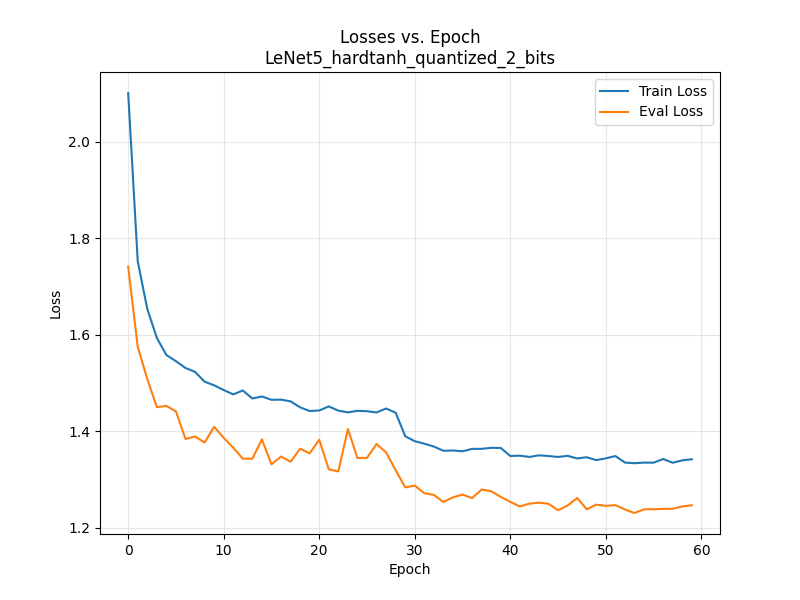 Losses vs. Epoch
LeNet5_hardtanh_quantized_2_bits
Train Loss
Eval Loss
2.0
1.8
1.6
1.4
1.2
Loss
0 10 20 30 40 50 60
Epoch